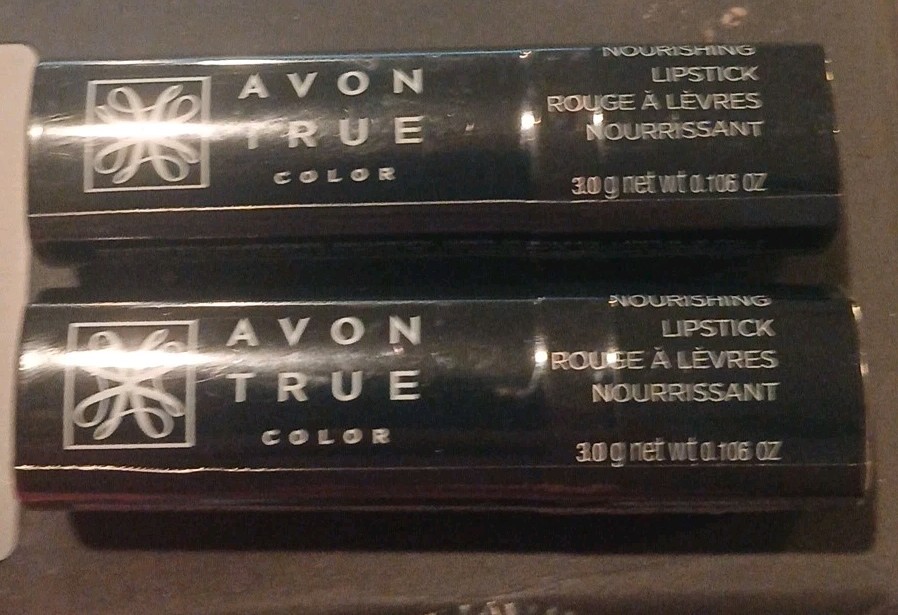 AVON
TRUE
COLOR
NOURISHING
LIPSTICK
ROUGE À LÈVRES
NOURRISSANT
3.0 g net wt 0.106 OZ
AVON
TRUE
COLOR
NOURISHING
LIPSTICK
ROUGE À LÈVRES
NOURRISSANT
3.0 g net wt 0.106 OZ